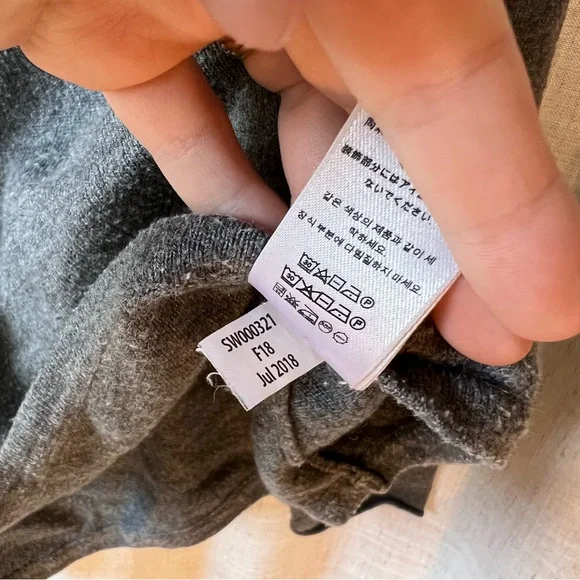 装飾部分にはアイ
ないでください。
같은 색상의 제품과 같이 세
탁하세요.
장식 부분에 다림질하지 마세요.
SW000321
F18
Jul 2018